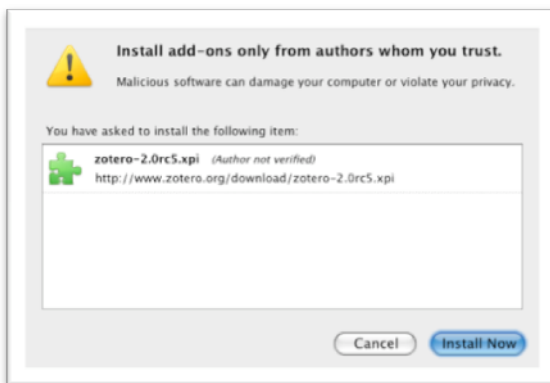 Install add-ons only from authors whom you trust.
Malicious software can damage your computer or violate your privacy.
You have asked to install the following item:
zotero-2.0rc5.xpi (Author not verified)
http://www.zotero.org/download/zotero-2.0rc5.xpi
Cancel Install Now